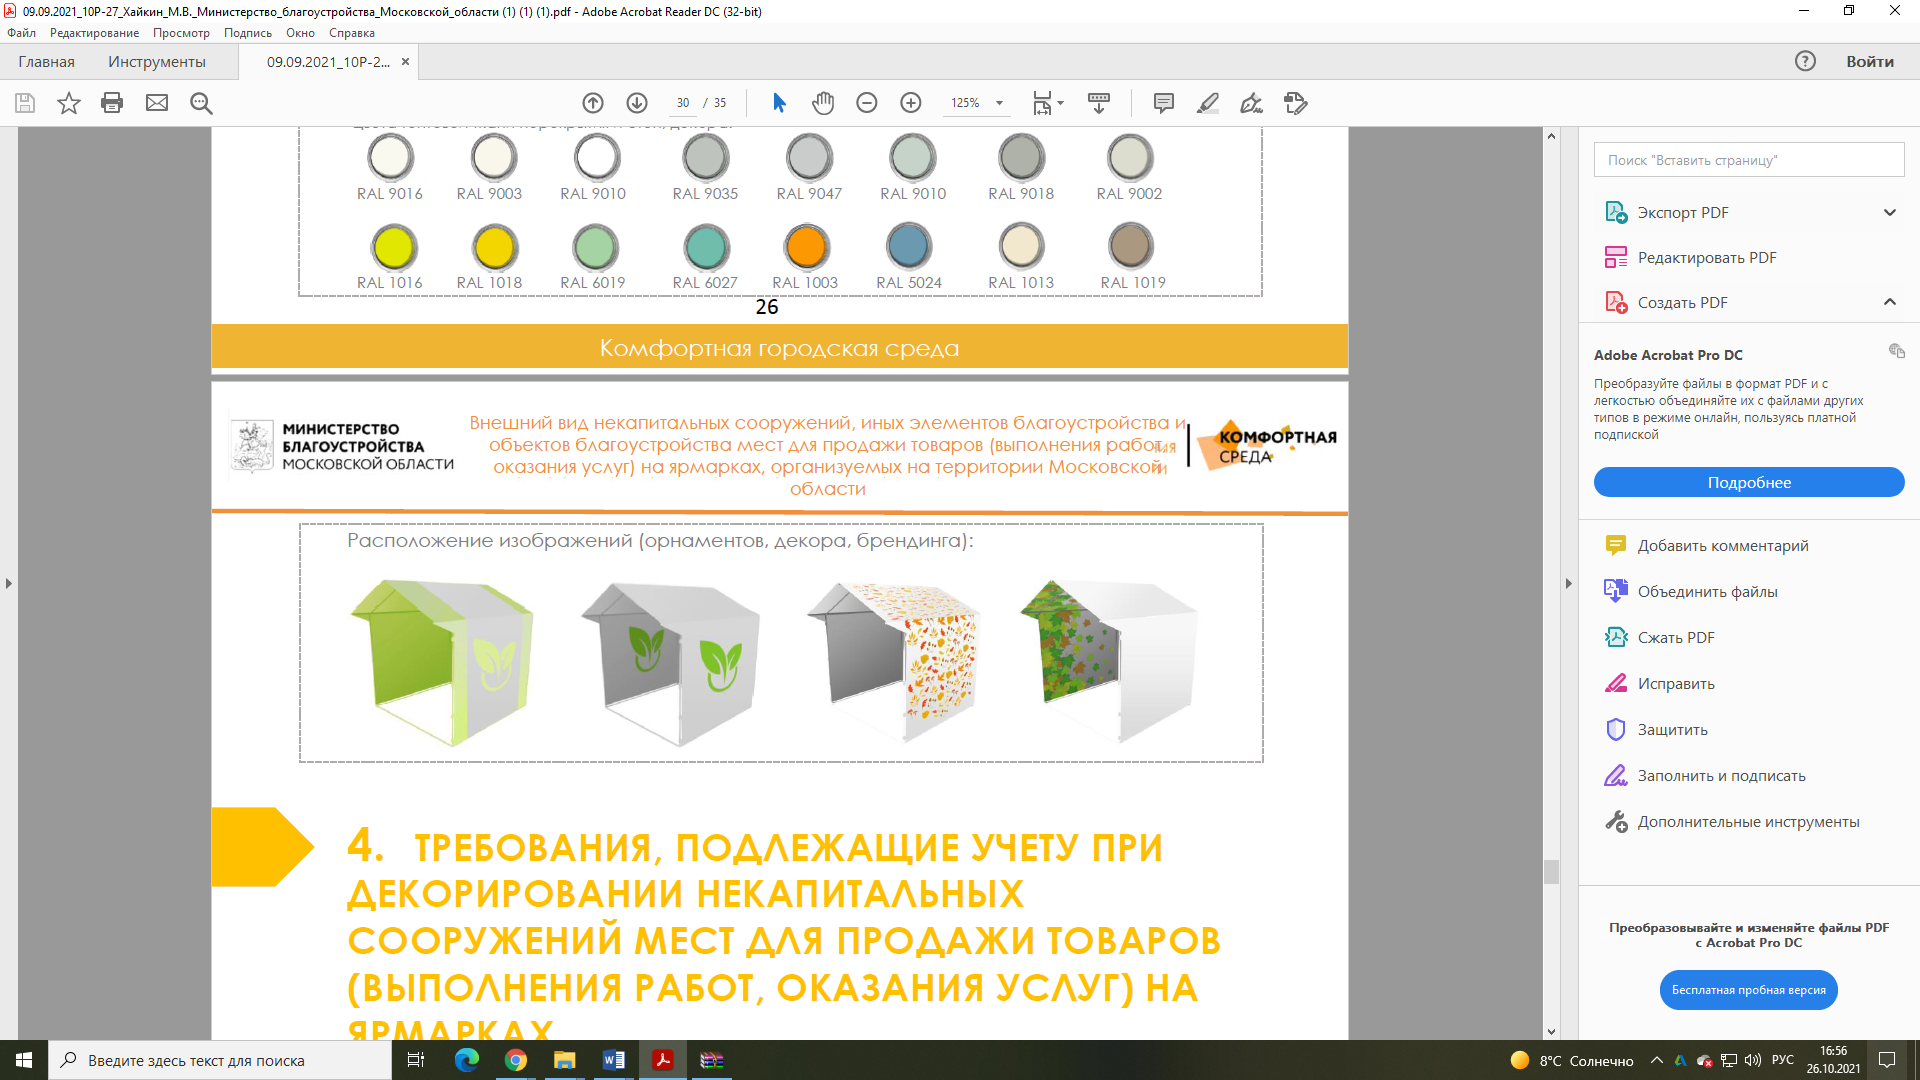 09.09.2021_10Р-27_Хайкин_М.В._Министерство_благоустройства_Московской_области (1) (1) (1).pdf - Adobe Acrobat Reader DC (32-bit)
Файл Редактирование Просмотр Подпись Окно Справка
Главная Инструменты 09.09.2021_10Р-2... Войти
30 / 35 125%
RAL 9016 RAL 9003 RAL 9010 RAL 9035 RAL 9047 RAL 9010 RAL 9018 RAL 9002
RAL 1016 RAL 1018 RAL 6019 RAL 6027 RAL 1003 RAL 5024 RAL 1013 RAL 1019
26
Комфортная городская среда
МИНИСТЕРСТВО
БЛАГОУСТРОЙСТВА
МОСКОВСКОЙ ОБЛАСТИ
Внешний вид некапитальных сооружений, иных элементов благоустройства и
объектов благоустройства мест для продажи товаров (выполнения работ,
оказания услуг) на ярмарках, организуемых на территории Московской
области
КОМФОРТНАЯ
СРЕДА
Расположение изображений (орнаментов, декора, брендинга):
4. ТРЕБОВАНИЯ, ПОДЛЕЖАЩИЕ УЧЕТУ ПРИ
ДЕКОРИРОВАНИИ НЕКАПИТАЛЬНЫХ
СООРУЖЕНИЙ МЕСТ ДЛЯ ПРОДАЖИ ТОВАРОВ
(ВЫПОЛНЕНИЯ РАБОТ, ОКАЗАНИЯ УСЛУГ) НА
ЯРМАРКАХ
Поиск "Вставить страницу"
Экспорт PDF
Редактировать PDF
Создать PDF
Adobe Acrobat Pro DC
Преобразуйте файлы в формат PDF и с
легкостью объединяйте их с файлами других
типов в режиме онлайн, пользуясь платной
подпиской
Подробнее
Добавить комментарий
Объединить файлы
Сжать PDF
Исправить
Защитить
Заполнить и подписать
Дополнительные инструменты
Преобразовывайте и изменяйте файлы PDF
с Acrobat Pro DC
Бесплатная пробная версия
Введите здесь текст для поиска
8°C Солнечно РУС 16:56
26.10.2021